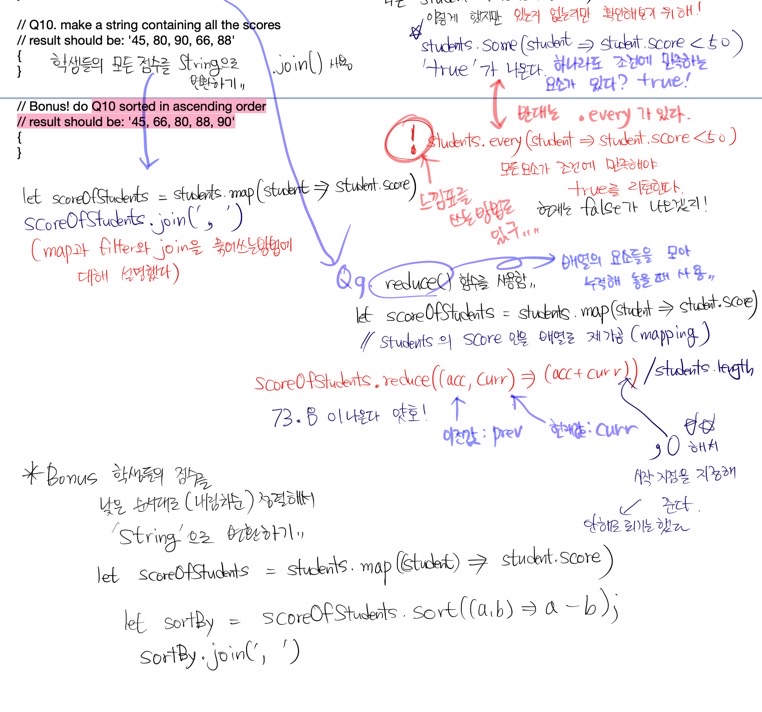 // Q10. make a string containing all the scores
// result should be: '45, 80, 90, 66, 88'
{
}
학생들의 모든 점수를 String으로
변환하기,,
.join() 사용
// Bonus! do Q10 sorted in ascending order
// result should be: '45, 66, 80, 88, 90'
{
}
let scoreOfStudents = students.map(student => student.score)
scoreOfStudents.join(', ')
(map과 filter와 join을 묶어쓰는방법에
대해 설명했다)
이렇게 했지만 있는지 없는지만 확인해보기 위해!
students.some(student => student.score < 50)
'true'가 나온다. 하나라도 조건에 만족하는
요소가 있다? true!
반대는 .every가 있다.
! students.every(student => student.score < 50)
모든요소가 조건에 만족해야
true를 리턴한다.
현재는 false가 나오겠지!
느낌표를
쓰는방법도
있구,,,,
Q9 reduce() 함수를 사용함,,
배열의 요소들을 모아
누적해 놓을때 사용,,
let scoreOfStudents = students.map(student => student.score)
// students의 score 만을 배열로 재가공 (mapping)
scoreOfStudents.reduce((acc, curr) => (acc + curr)) / students.length
73.8 이나온다 얏호!
이전값 : prev
현재값 : curr
, 0 해서
시작 지점을 지정해
준다.
안해도 되기는했다
* Bonus 학생들의 점수를
낮은 순서대로 (내림차순) 정렬해서
'String'으로 변환하기,,
let scoreOfStudents = students.map((student) => student.score)
let sortBy = scoreOfStudents.sort((a,b) => a - b);
sortBy.join(', ')